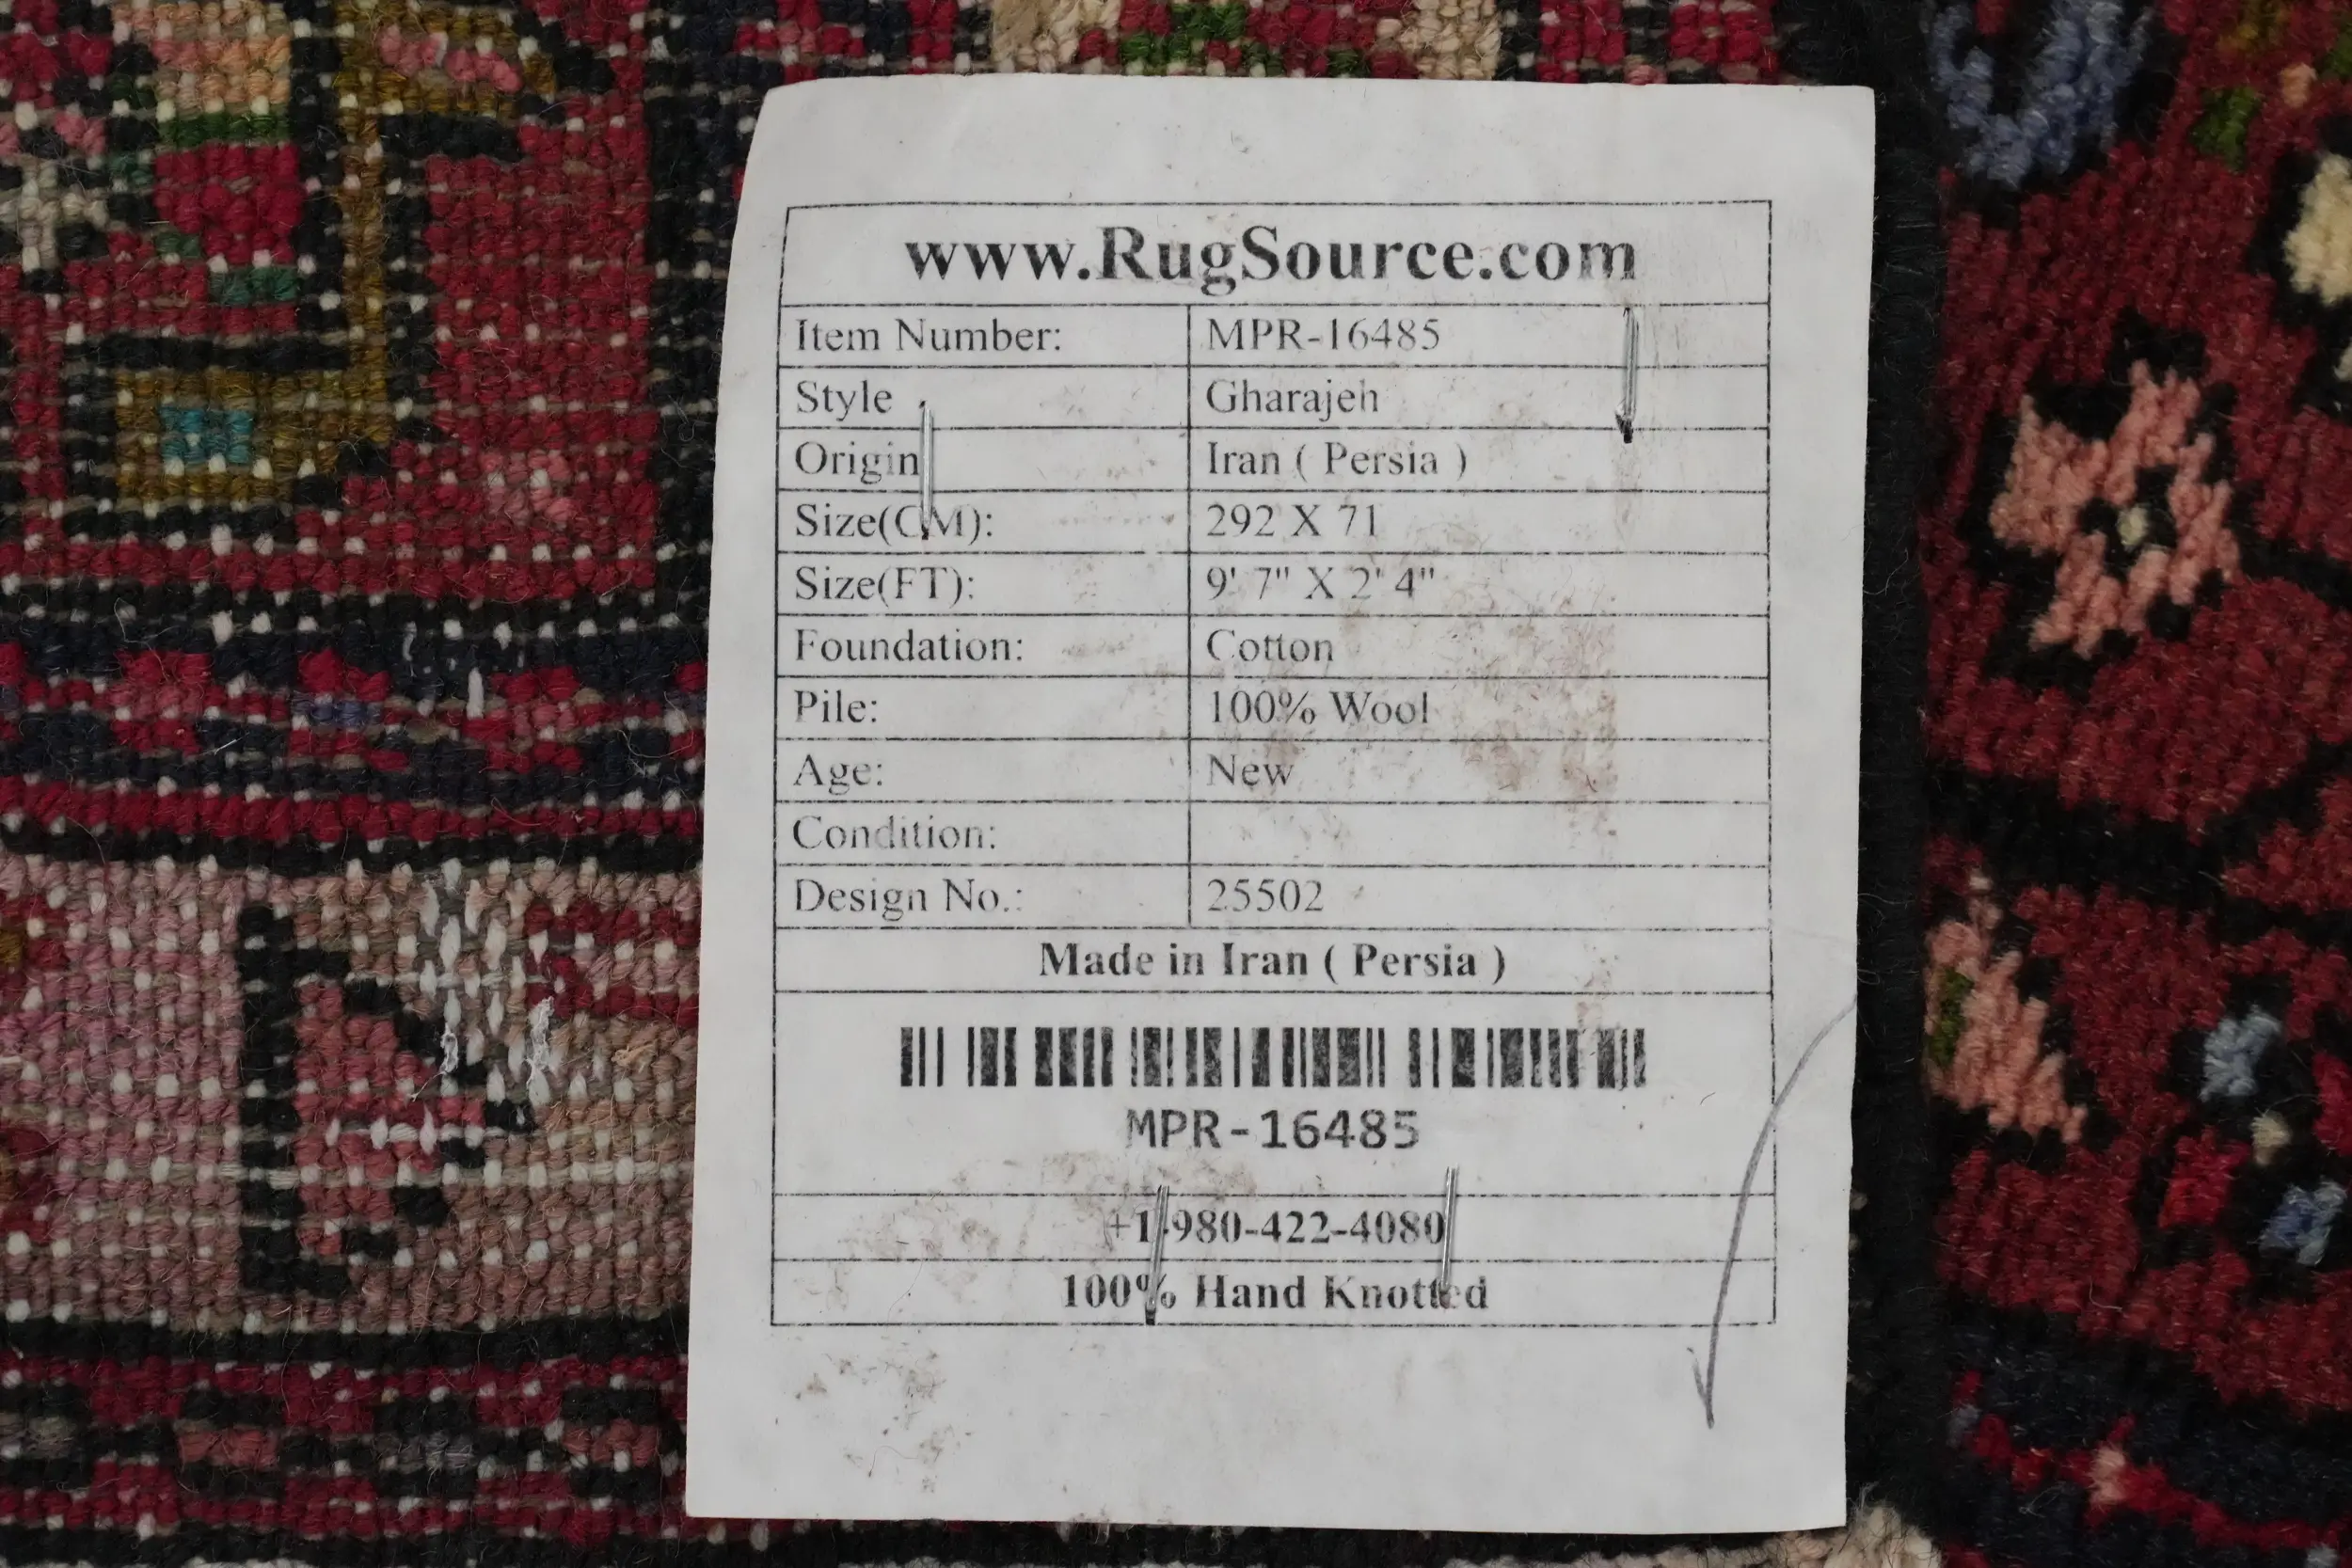 www.RugSource.com
Item Number: MPR-16485
Style Gharajeh
Origin Iran ( Persia )
Size(CM): 292 X 71
Size(FT): 9' 7" X 2' 4"
Foundation: Cotton
Pile: 100% Wool
Age: New
Condition:
Design No.: 25502
Made in Iran ( Persia )
MPR-16485
+1-980-422-4080
100% Hand Knotted